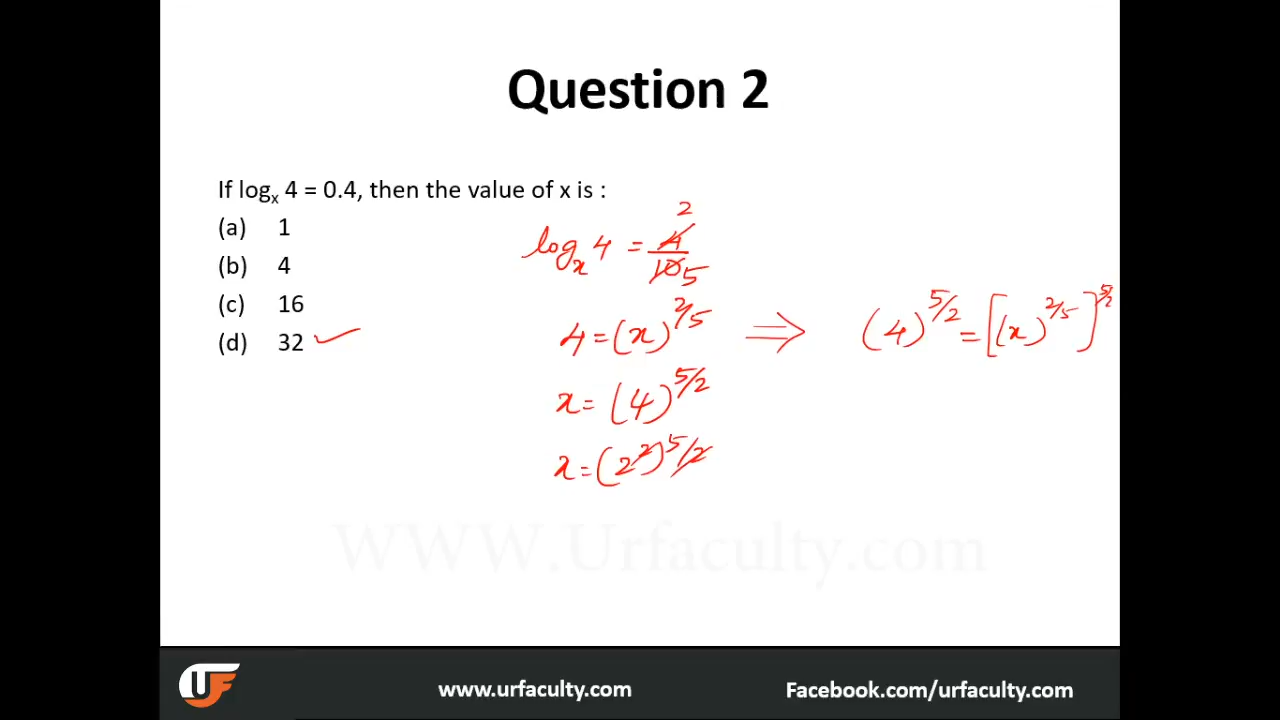 Question 2
If logₓ 4 = 0.4, then the value of x is :
(a) 1
(b) 4
(c) 16
(d) 32 ✓
2
logₓ 4 = 4/10 5
4 = (x)^2/5 ⇒ (4)^5/2 = [(x)^2/5]^5/2
x = (4)^5/2
x = (2^2)^5/2
WWW.Urfaculty.com
UF
www.urfaculty.com
Facebook.com/urfaculty.com